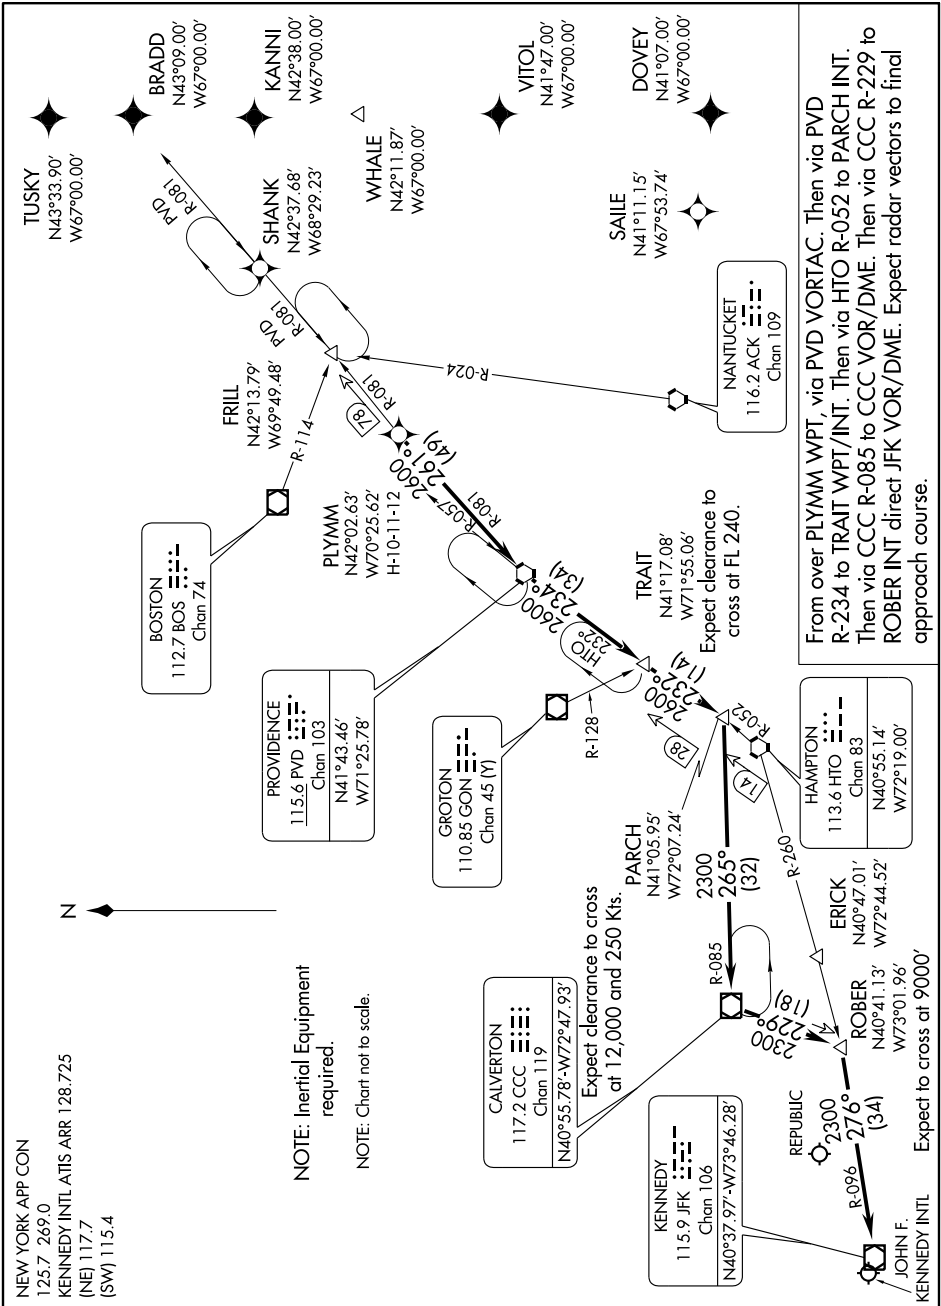 NEW YORK APP CON
125.7 269.0
KENNEDY INTL ATIS ARR 128.725
(NE) 117.7
(SW) 115.4
N
NOTE: Inertial Equipment
required.
NOTE: Chart not to scale.
TUSKY
N43°33.90'
W67°00.00'
BRADD
N43°09.00'
W67°00.00'
KANNI
N42°38.00'
W67°00.00'
WHALE
N42°11.87'
W67°00.00'
VITOL
N41°47.00'
W67°00.00'
DOVEY
N41°07.00'
W67°00.00'
SAILE
N41°11.15'
W67°53.74'
PVD
R-081
SHANK
N42°37.68'
W68°29.23'
PVD
R-081
FRILL
N42°13.79'
W69°49.48'
R-114
R-024
R-081
78
BOSTON
112.7 BOS
Chan 74
NANTUCKET
116.2 ACK
Chan 109
PLYMM
N42°02.63'
W70°25.62'
H-10-11-12
2600
261°
(49)
R-057
R-081
PROVIDENCE
115.6 PVD
Chan 103
N41°43.46'
W71°25.78'
2600
234°
(34)
HTO
232°
GROTON
110.85 GON
Chan 45 (Y)
R-128
TRAIT
N41°17.08'
W71°55.06'
Expect clearance to
cross at FL 240.
2600
232°
(14)
28
R-052
14
PARCH
N41°05.95'
W72°07.24'
HAMPTON
113.6 HTO
Chan 83
N40°55.14'
W72°19.00'
2300
265°
(32)
R-085
R-260
CALVERTON
117.2 CCC
Chan 119
N40°55.78'-W72°47.93'
Expect clearance to cross
at 12,000 and 250 Kts.
2300
229°
(18)
ERICK
N40°47.01'
W72°44.52'
ROBER
N40°41.13'
W73°01.96'
Expect to cross at 9000'
REPUBLIC
2300
276°
(34)
R-096
KENNEDY
115.9 JFK
Chan 106
N40°37.97'-W73°46.28'
JOHN F.
KENNEDY INTL
From over PLYMM WPT, via PVD VORTAC. Then via PVD
R-234 to TRAIT WPT/INT. Then via HTO R-052 to PARCH INT.
Then via CCC R-085 to CCC VOR/DME. Then via CCC R-229 to
ROBER INT direct JFK VOR/DME. Expect radar vectors to final
approach course.